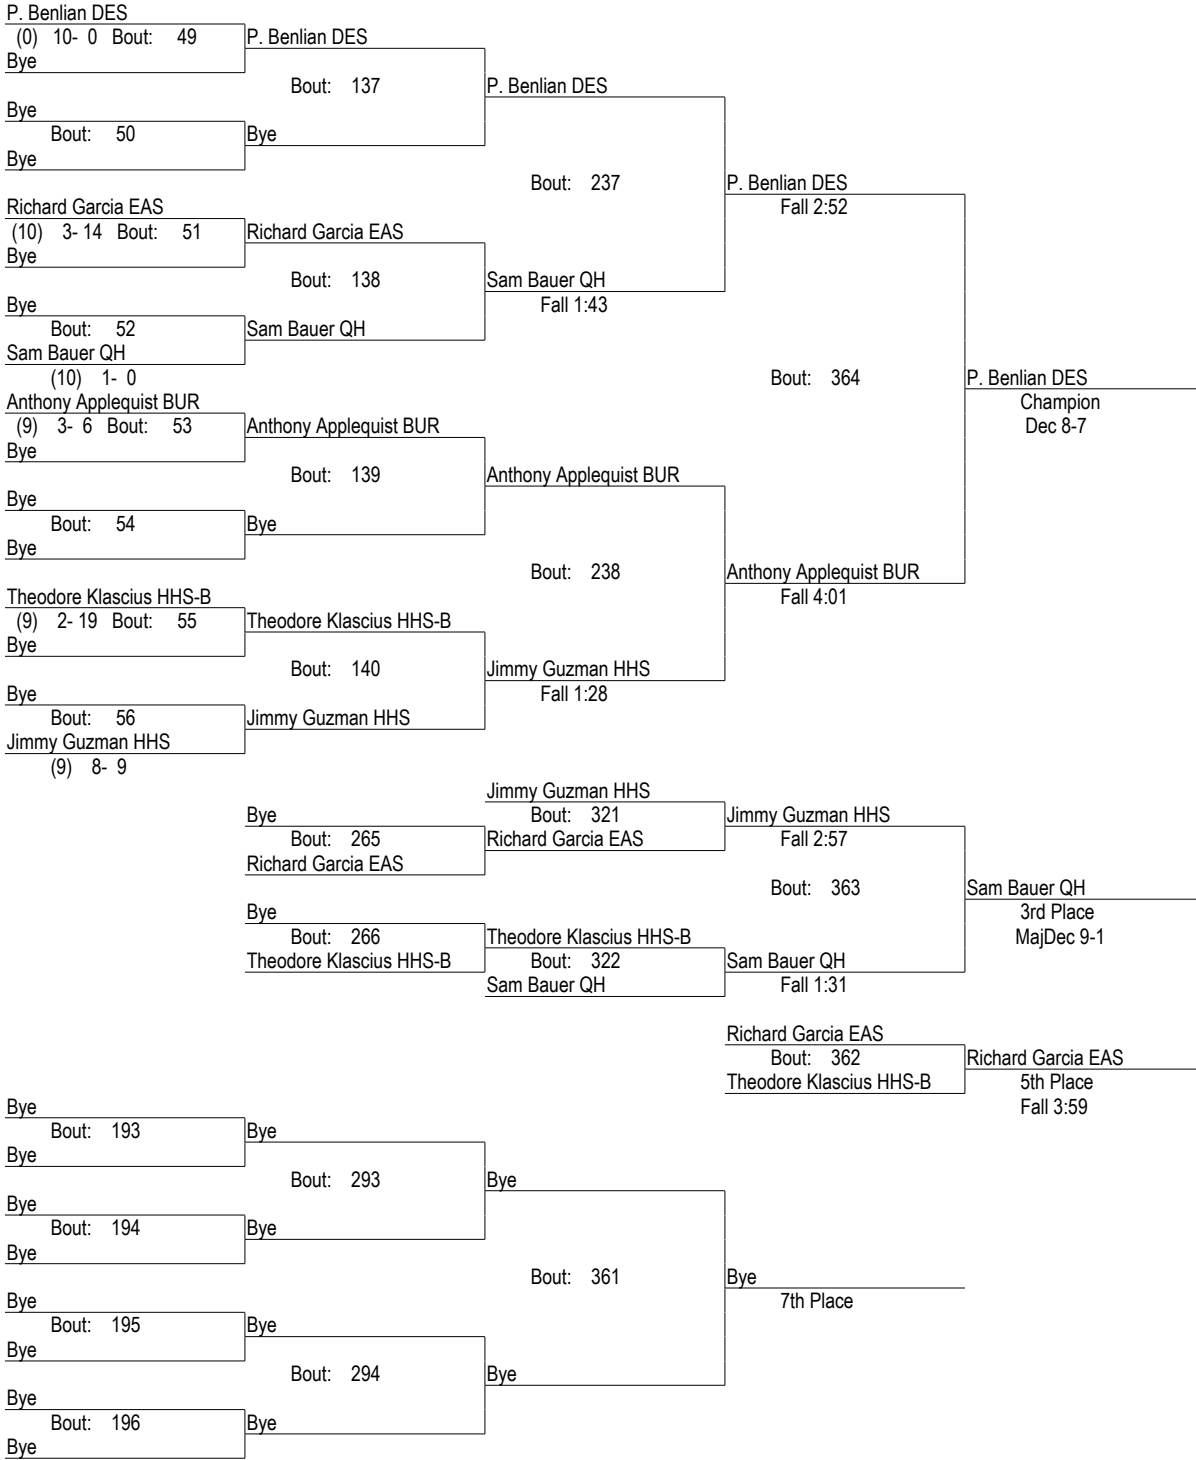 P. Benlian DES
(0) 10- 0 Bout: 49 P. Benlian DES
Bye
Bout: 137 P. Benlian DES
Bye
Bout: 50 Bye
Bye
Bout: 237 P. Benlian DES
Richard Garcia EAS Fall 2:52
(10) 3- 14 Bout: 51 Richard Garcia EAS
Bye
Bout: 138 Sam Bauer QH
Bye Fall 1:43
Bout: 52 Sam Bauer QH
Sam Bauer QH
(10) 1- 0 Bout: 364 P. Benlian DES
Anthony Applequist BUR Champion
(9) 3- 6 Bout: 53 Anthony Applequist BUR Dec 8-7
Bye
Bout: 139 Anthony Applequist BUR
Bye
Bout: 54 Bye
Bye
Bout: 238 Anthony Applequist BUR
Theodore Klascius HHS-B Fall 4:01
(9) 2- 19 Bout: 55 Theodore Klascius HHS-B
Bye
Bout: 140 Jimmy Guzman HHS
Bye Fall 1:28
Bout: 56 Jimmy Guzman HHS
Jimmy Guzman HHS
(9) 8- 9
Jimmy Guzman HHS
Bye Bout: 321 Jimmy Guzman HHS
Bout: 265 Richard Garcia EAS Fall 2:57
Richard Garcia EAS
Bout: 363 Sam Bauer QH
Bye 3rd Place
Bout: 266 Theodore Klascius HHS-B MajDec 9-1
Theodore Klascius HHS-B Bout: 322 Sam Bauer QH
Sam Bauer QH Fall 1:31
Richard Garcia EAS
Bout: 362 Richard Garcia EAS
Theodore Klascius HHS-B 5th Place
Bye Fall 3:59
Bout: 193 Bye
Bye
Bout: 293 Bye
Bye
Bout: 194 Bye
Bye
Bout: 361 Bye
Bye 7th Place
Bout: 195 Bye
Bye
Bout: 294 Bye
Bye
Bout: 196 Bye
Bye